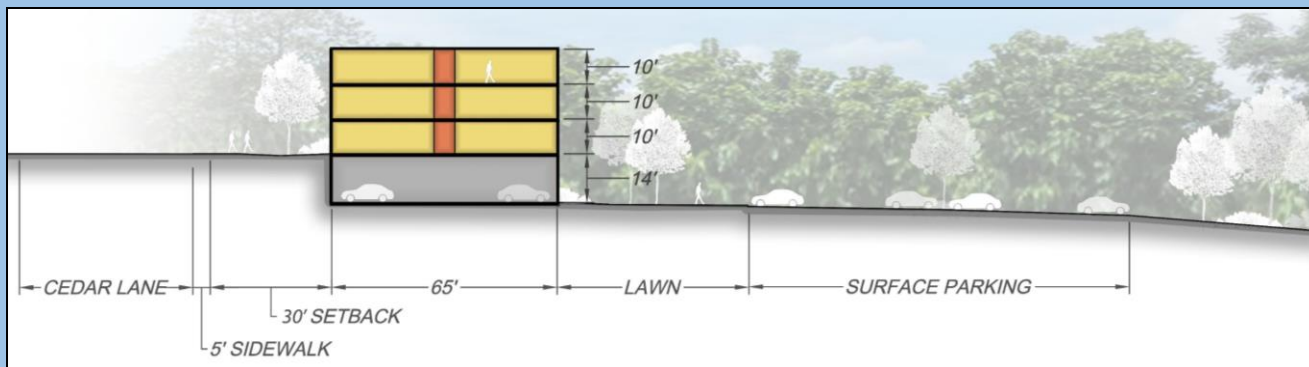 10'
10'
10'
14'
CEDAR LANE
65'
LAWN
SURFACE PARKING
30' SETBACK
5' SIDEWALK